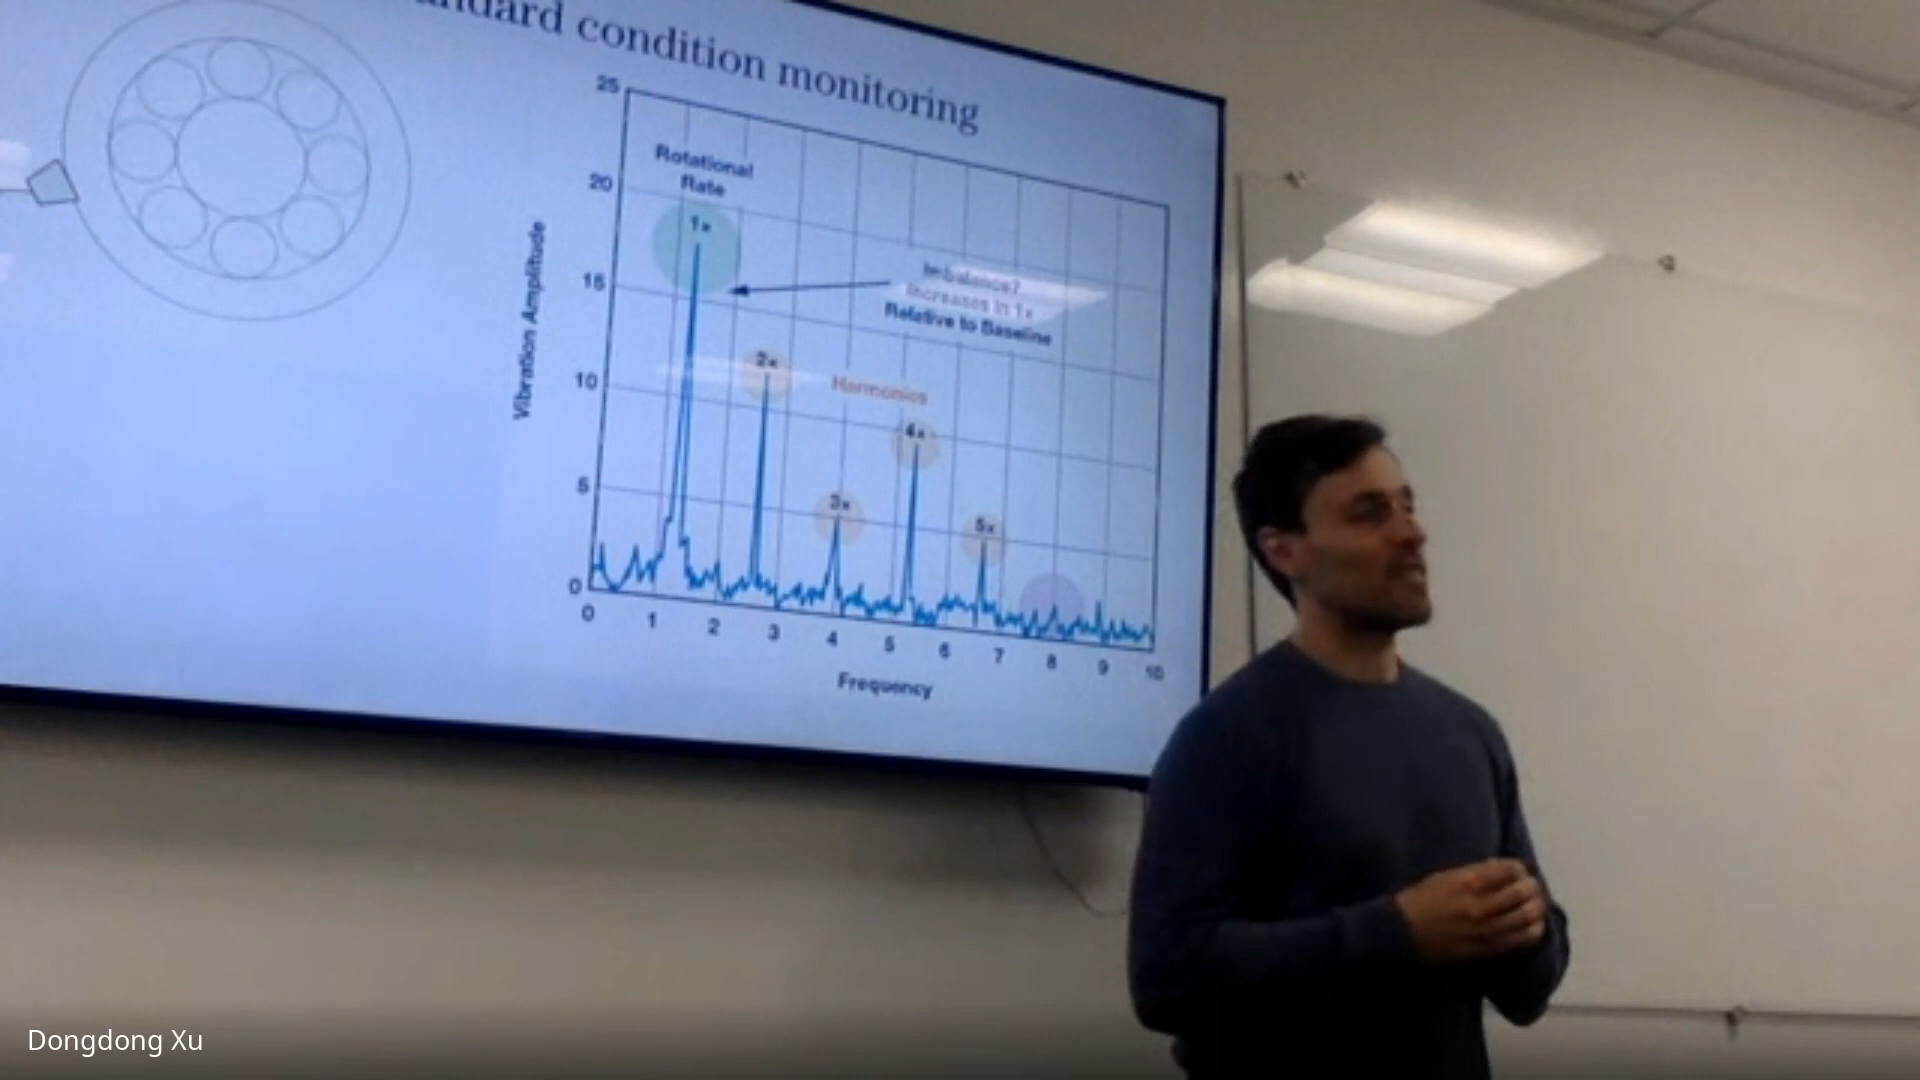 ndard condition monitoring
25
20
15
10
5
0
Vibration Amplitude
Rotational
Rate
1x
Imbalance?
Increases in 1x
Relative to Baseline
2x
Harmonics
3x
4x
5x
0 1 2 3 4 5 6 7 8 9 10
Frequency
Dongdong Xu